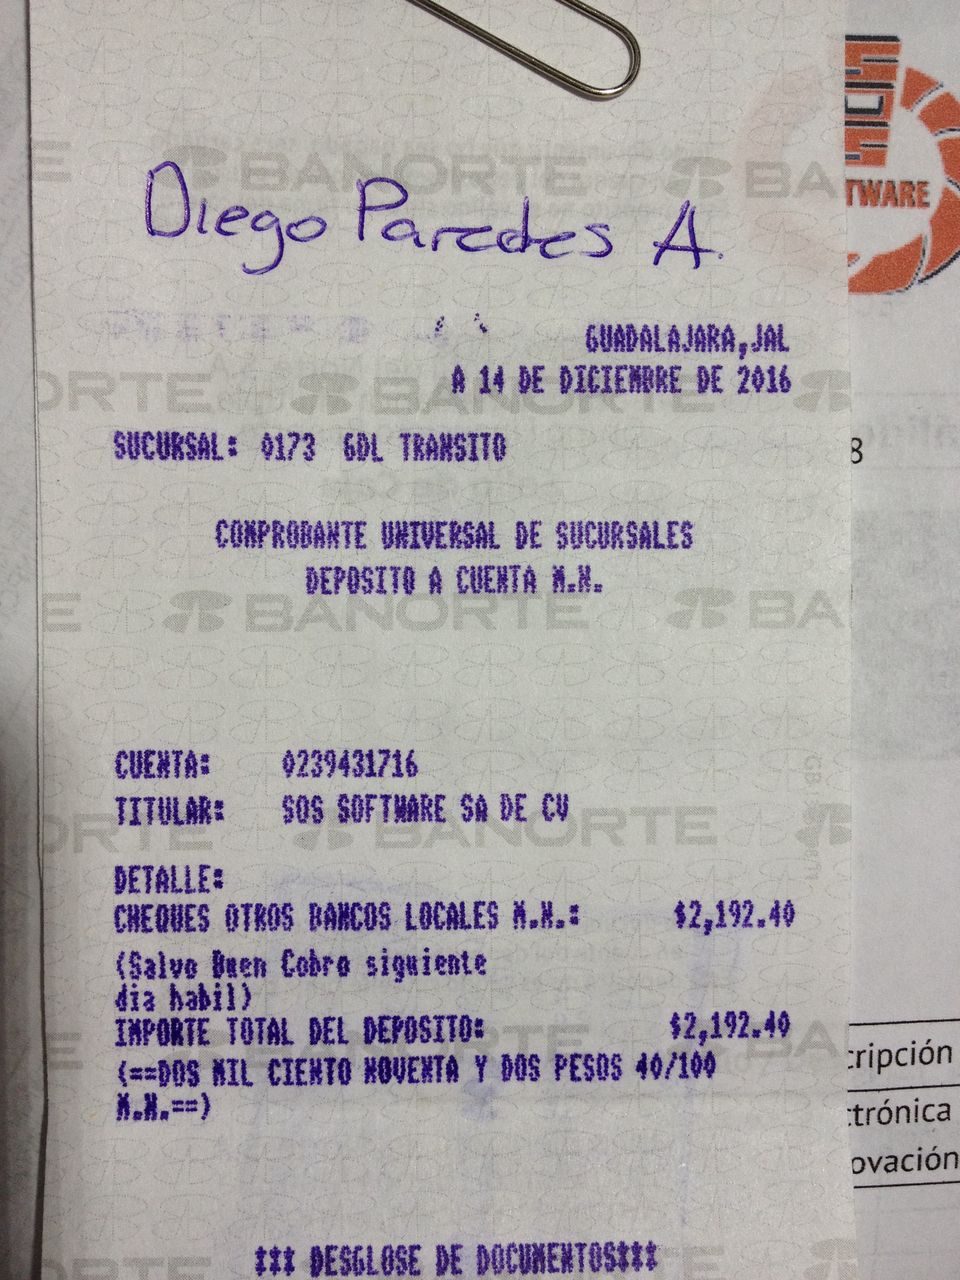 BANORTE
Diego Paredes A.
GUADALAJARA,JAL
A 14 DE DICIEMBRE DE 2016
SUCURSAL: 0173 GDL TRANSITO
COMPROBANTE UNIVERSAL DE SUCURSALES
DEPOSITO A CUENTA M.N.
CUENTA: 0239431716
TITULAR: SOS SOFTWARE SA DE CV
DETALLE:
CHEQUES OTROS BANCOS LOCALES M.N.: $2,192.40
(Salvo Buen Cobro siguiente
dia habil)
IMPORTE TOTAL DEL DEPOSITO: $2,192.40
(==DOS MIL CIENTO NOVENTA Y DOS PESOS 40/100
M.N.==)
*** DESGLOSE DE DOCUMENTOS***
SOS
TWARE
8
cripción
ctrónica
ovación